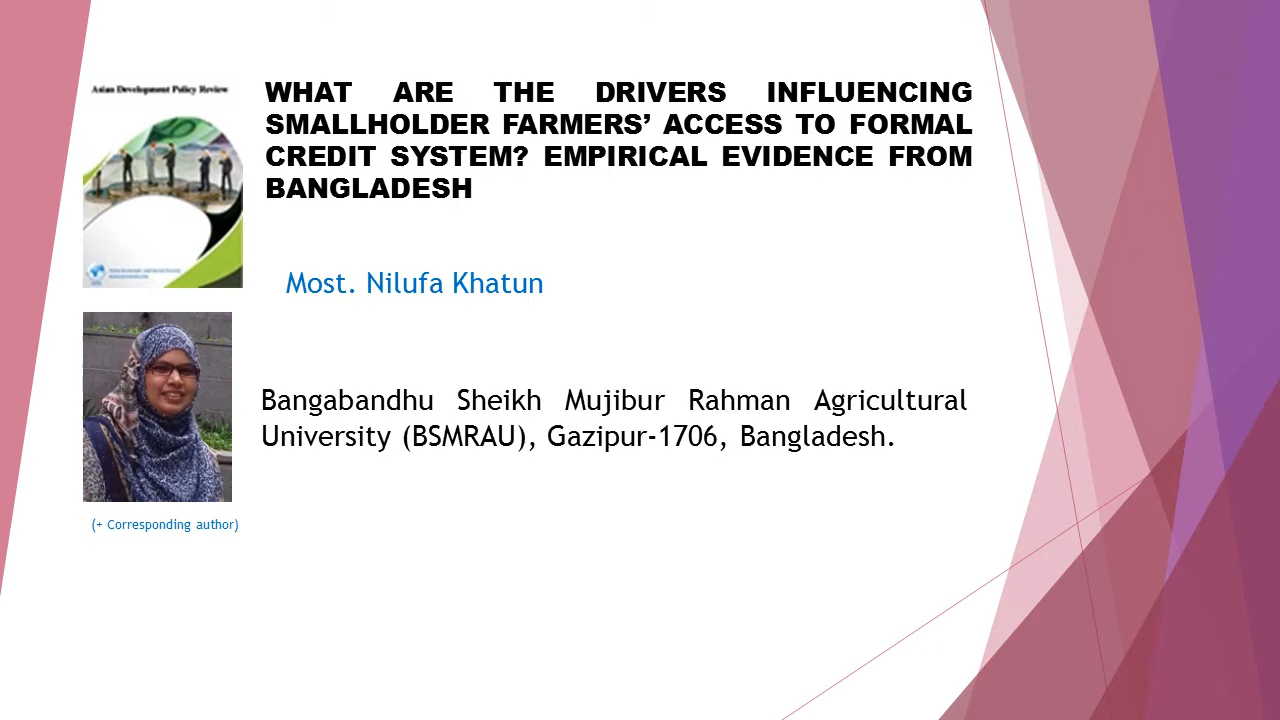 Asian Development Policy Review
WHAT ARE THE DRIVERS INFLUENCING
SMALLHOLDER FARMERS’ ACCESS TO FORMAL
CREDIT SYSTEM? EMPIRICAL EVIDENCE FROM
BANGLADESH
Most. Nilufa Khatun
Bangabandhu Sheikh Mujibur Rahman Agricultural
University (BSMRAU), Gazipur-1706, Bangladesh.
(+ Corresponding author)